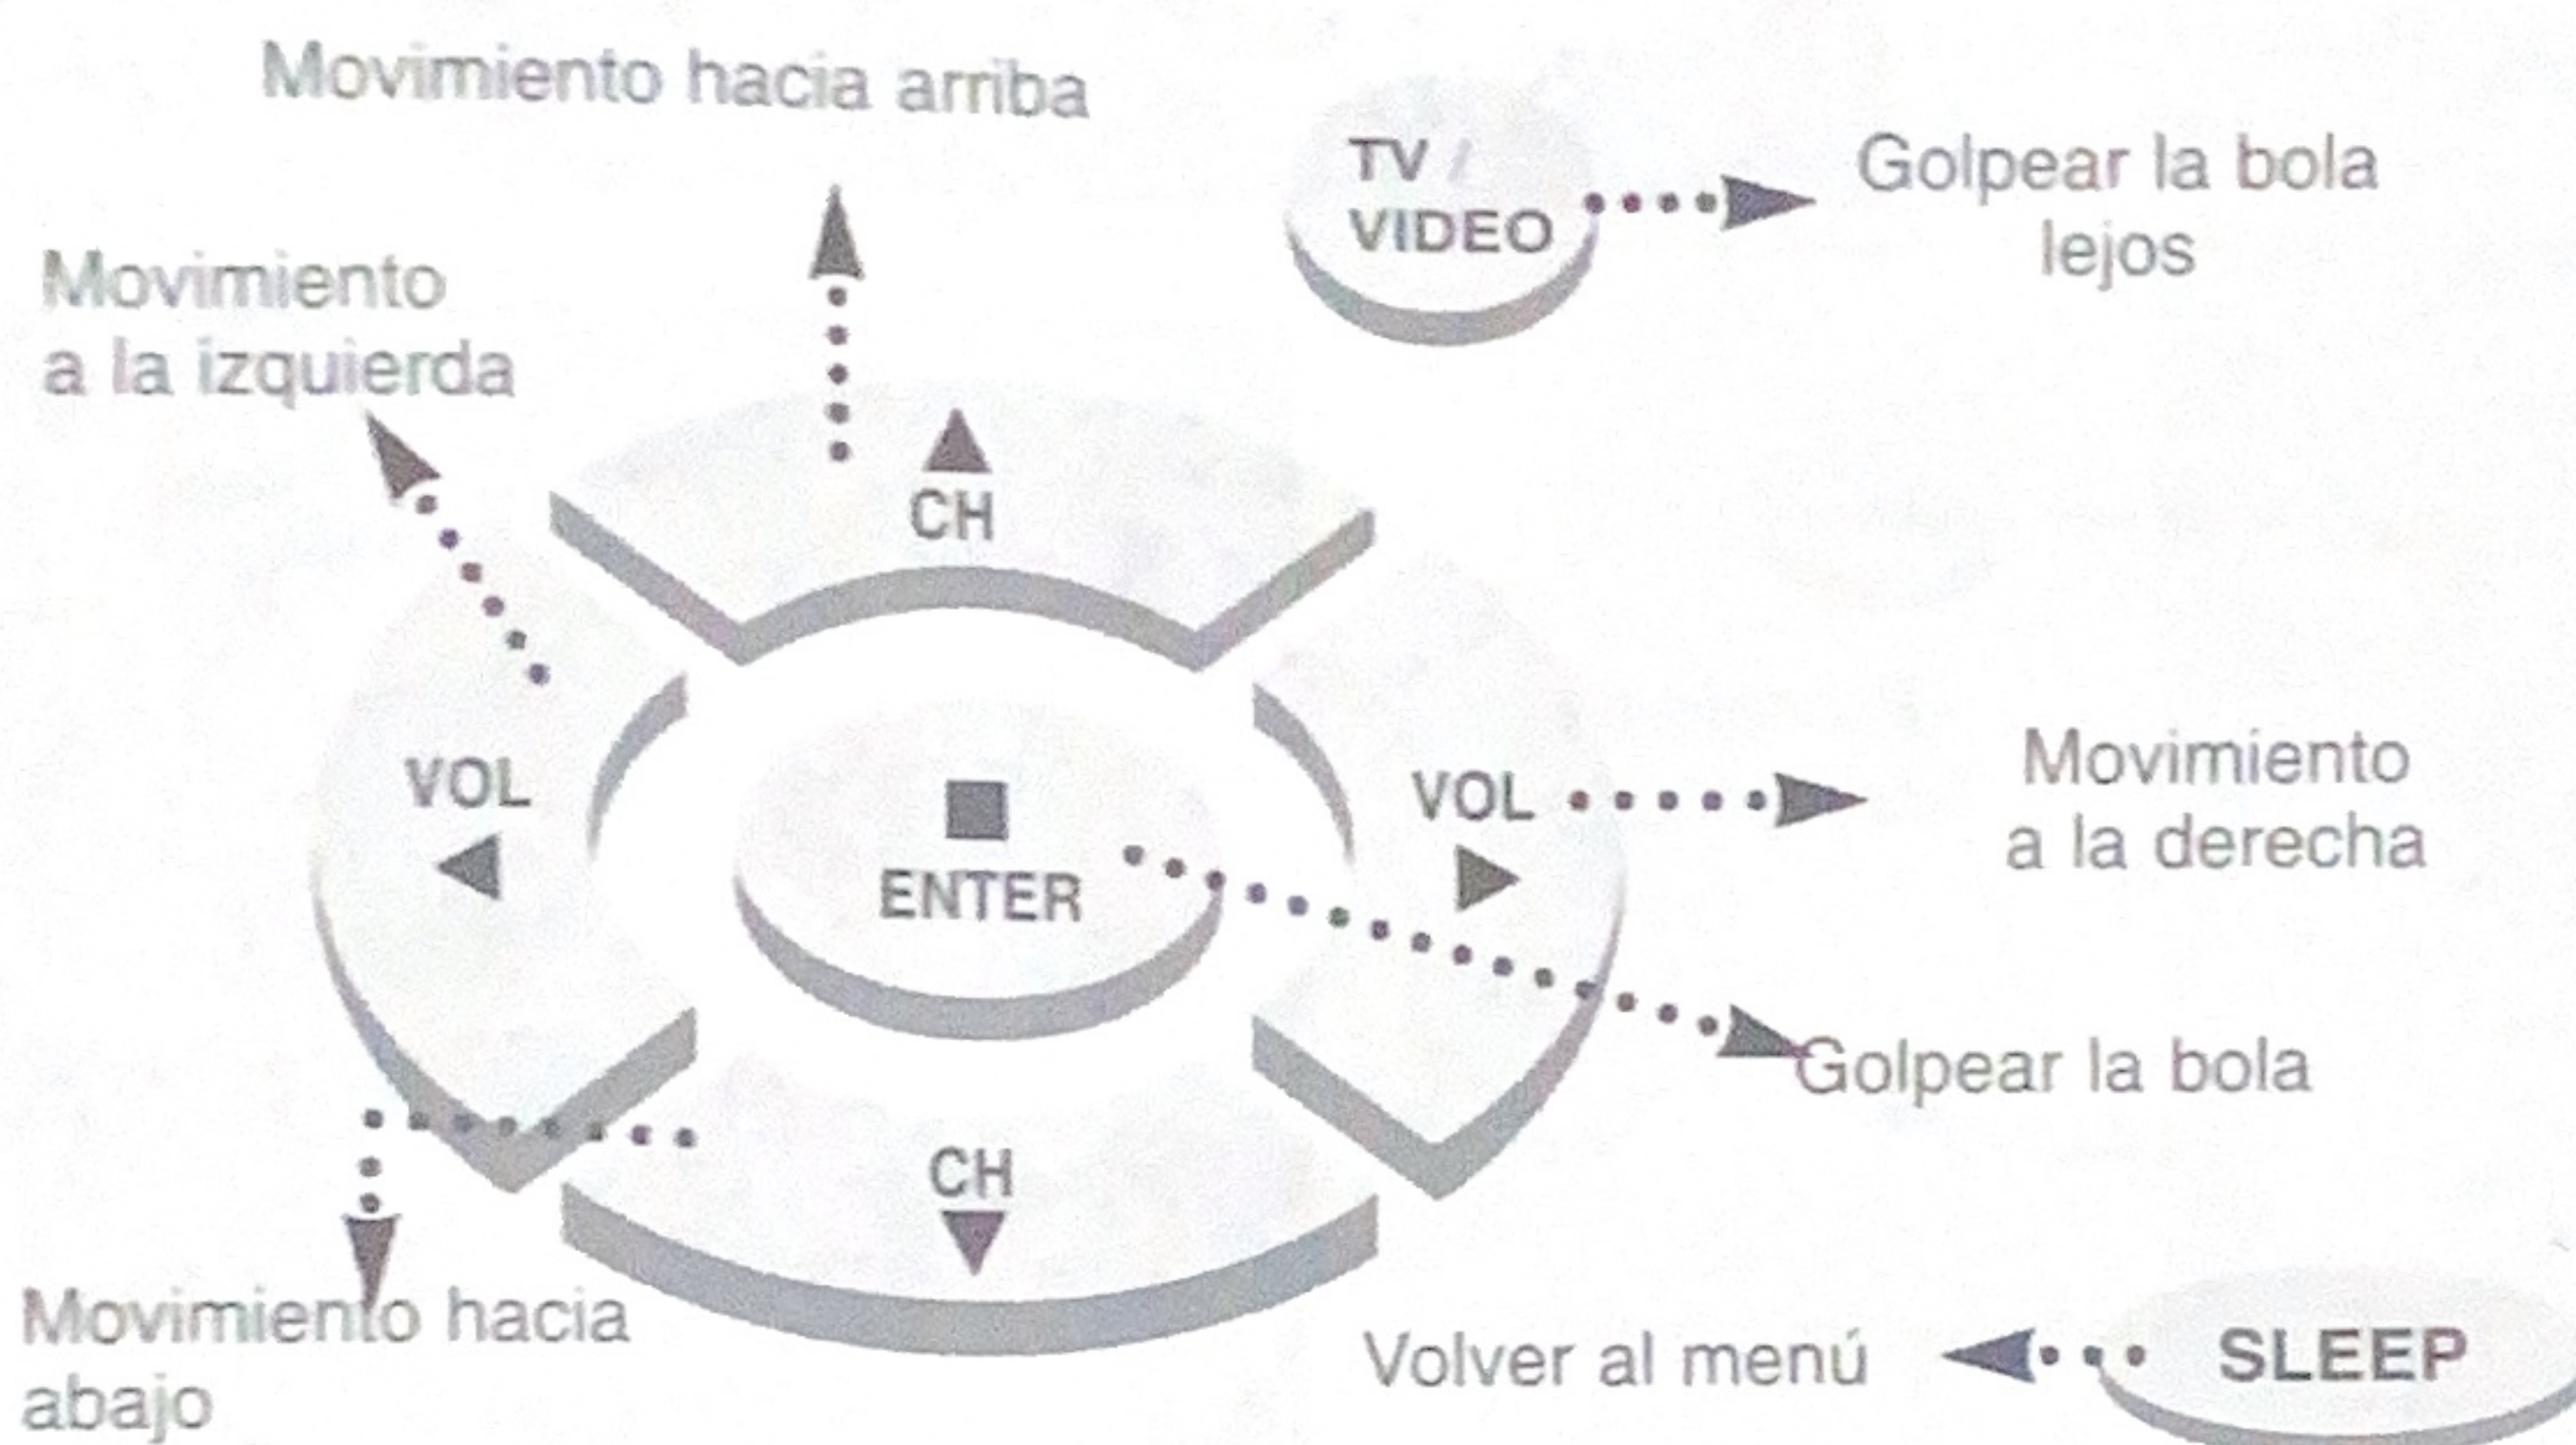 Movimiento hacia arriba
TV /
VIDEO
Golpear la bola
lejos
Movimiento
a la izquierda
▲
CH
VOL
◀
■
ENTER
VOL
▶
Movimiento
a la derecha
Golpear la bola
CH
▼
Movimiento hacia
abajo
Volver al menú
SLEEP